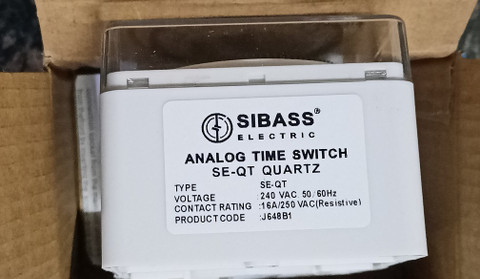 SIBASS®
ELECTRIC
ANALOG TIME SWITCH
SE-QT QUARTZ
TYPE SE-QT
VOLTAGE :240 VAC 50/60Hz
CONTACT RATING :16A/250 VAC(Resistive)
PRODUCT CODE :J648B1